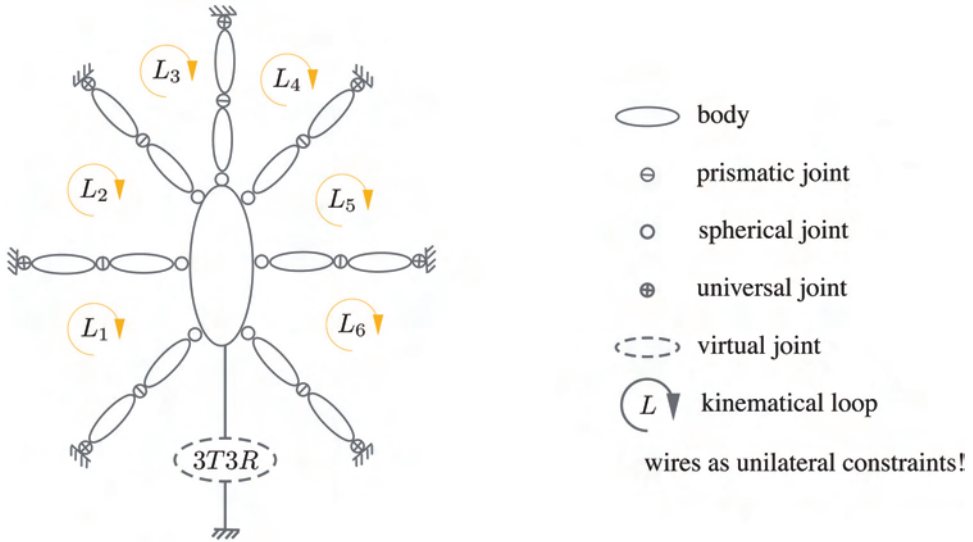 L3
L4
L2
L5
L1
L6
3T3R
body
prismatic joint
spherical joint
universal joint
virtual joint
L kinematical loop
wires as unilateral constraints!